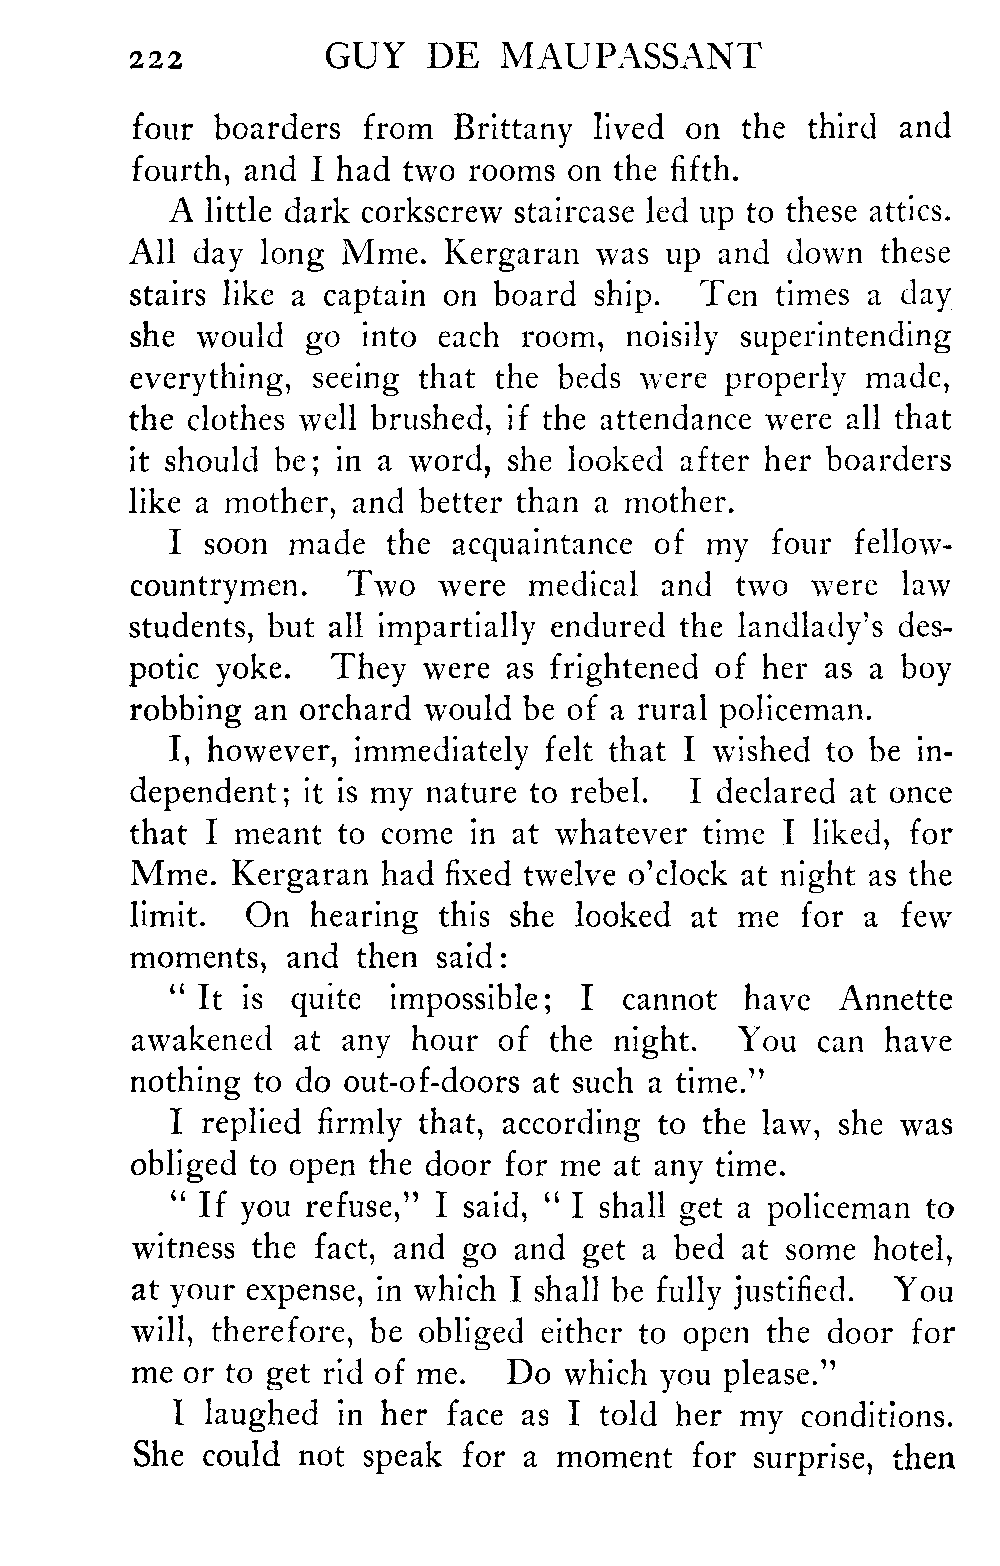 222 GUY DE MAUPASSANT
four boarders from Brittany lived on the third and
fourth, and I had two rooms on the fifth.
A little dark corkscrew staircase led up to these attics.
All day long Mme. Kergaran was up and down these
stairs like a captain on board ship. Ten times a day
she would go into each room, noisily superintending
everything, seeing that the beds were properly made,
the clothes well brushed, if the attendance were all that
it should be; in a word, she looked after her boarders
like a mother, and better than a mother.
I soon made the acquaintance of my four fellow-
countrymen. Two were medical and two were law
students, but all impartially endured the landlady's des-
potic yoke. They were as frightened of her as a boy
robbing an orchard would be of a rural policeman.
I, however, immediately felt that I wished to be in-
dependent; it is my nature to rebel. I declared at once
that I meant to come in at whatever time I liked, for
Mme. Kergaran had fixed twelve o'clock at night as the
limit. On hearing this she looked at me for a few
moments, and then said:
"It is quite impossible; I cannot have Annette
awakened at any hour of the night. You can have
nothing to do out-of-doors at such a time."
I replied firmly that, according to the law, she was
obliged to open the door for me at any time.
"If you refuse," I said, "I shall get a policeman to
witness the fact, and go and get a bed at some hotel,
at your expense, in which I shall be fully justified. You
will, therefore, be obliged either to open the door for
me or to get rid of me. Do which you please."
I laughed in her face as I told her my conditions.
She could not speak for a moment for surprise, then